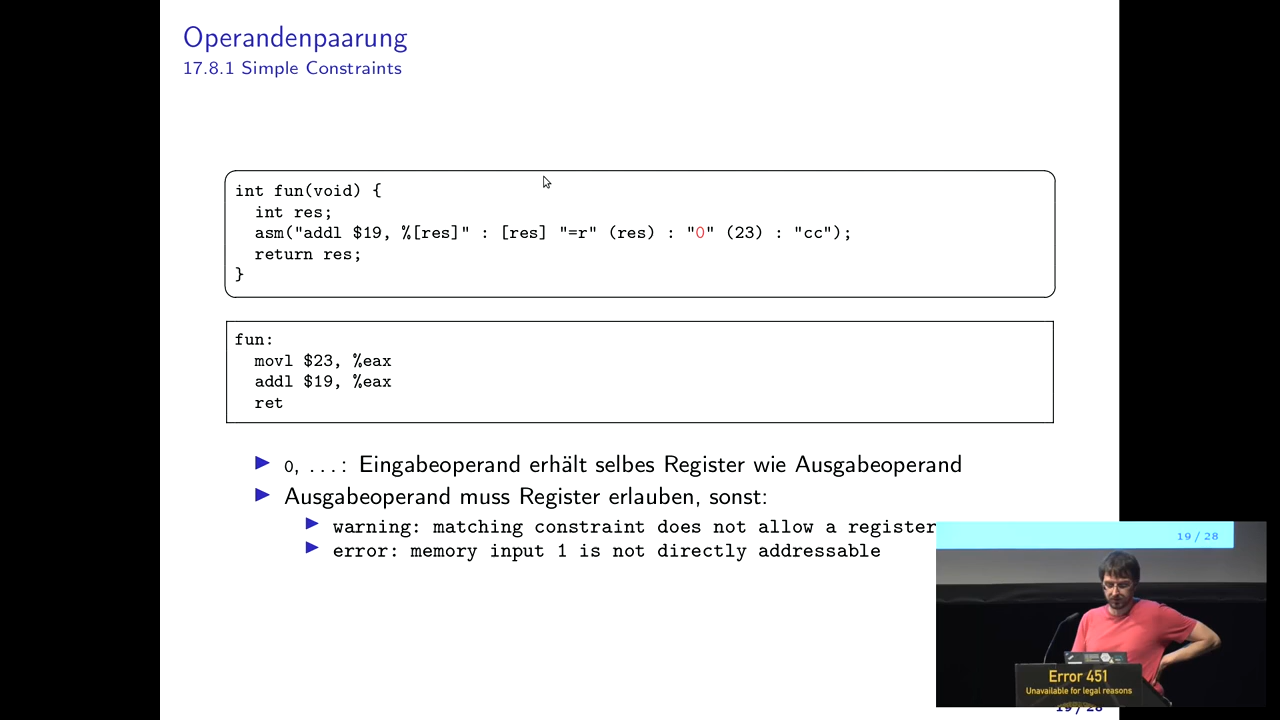 Operandenpaarung
17.8.1 Simple Constraints
int fun(void) {
int res;
asm("addl $19, %[res]" : [res] "=r" (res) : "0" (23) : "cc");
return res;
}
fun:
movl $23, %eax
addl $19, %eax
ret
0, ...: Eingabeoperand erhält selbes Register wie Ausgabeoperand
Ausgabeoperand muss Register erlauben, sonst:
warning: matching constraint does not allow a register
error: memory input 1 is not directly addressable
19 / 28
Error 451
Unavailable for legal reasons
19 / 28